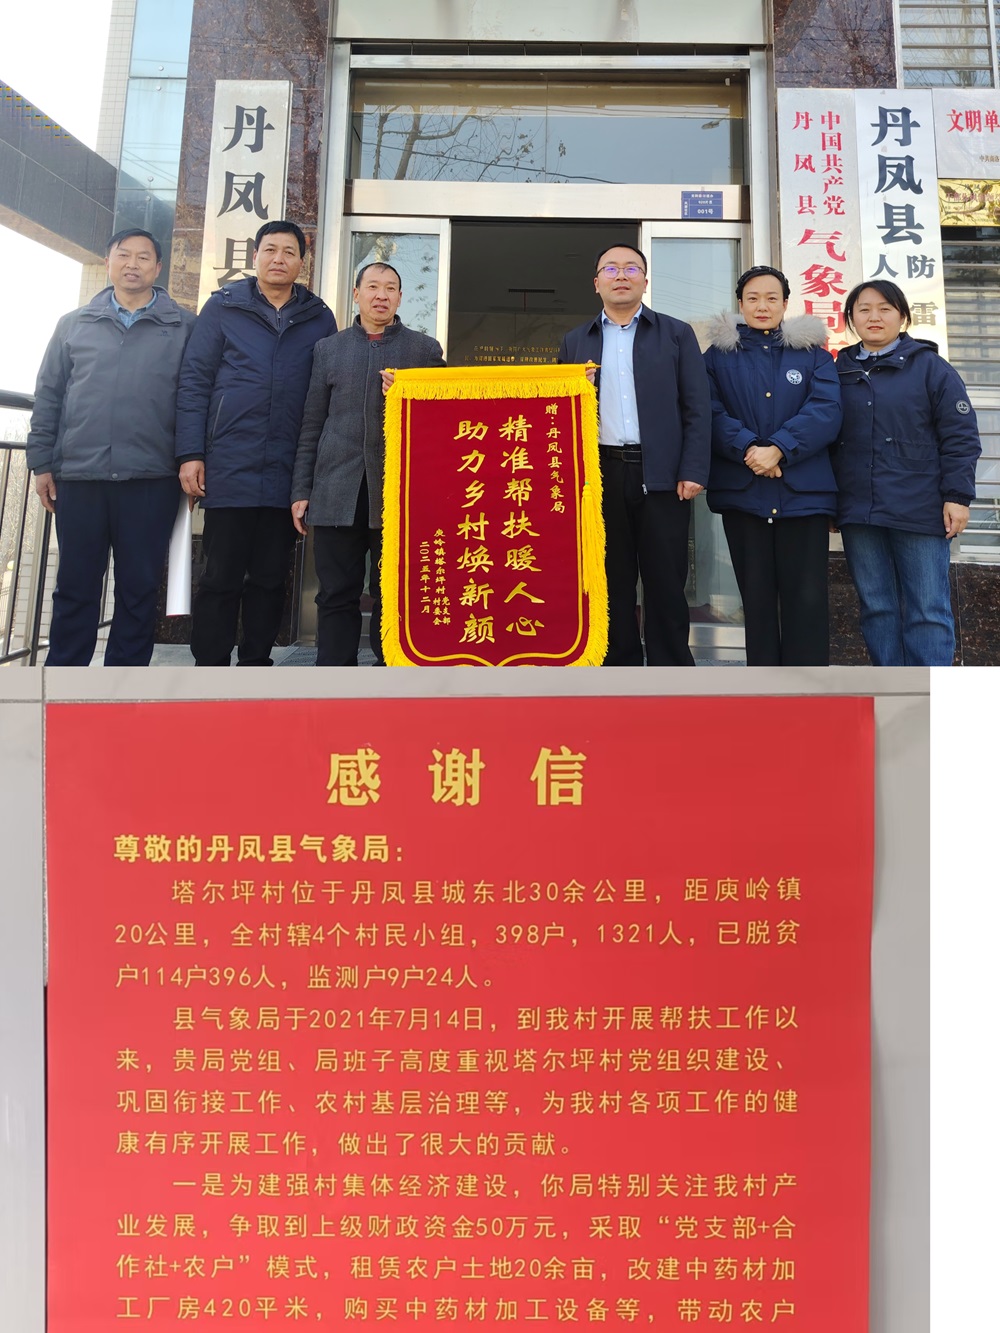 丹凤县
中国共产党
丹凤县
气象局
丹凤县
人防
雷
文明单
001号
赠：丹凤县气象局
精准帮扶暖人心
助力乡村焕新颜
庾岭镇塔尔坪村党支部
村委会
二〇二五年十二月
感谢信
尊敬的丹凤县气象局：
塔尔坪村位于丹凤县城东北30余公里，距庾岭镇
20公里，全村辖4个村民小组，398户，1321人，已脱贫
户114户396人，监测户9户24人。
县气象局于2021年7月14日，到我村开展帮扶工作以
来，贵局党组、局班子高度重视塔尔坪村党组织建设、
巩固衔接工作、农村基层治理等，为我村各项工作的健
康有序开展工作，做出了很大的贡献。
一是为建强村集体经济建设，你局特别关注我村产
业发展，争取到上级财政资金50万元，采取“党支部+合
作社+农户”模式，租赁农户土地20余亩，改建中药材加
工厂房420平米，购买中药材加工设备等，带动农户